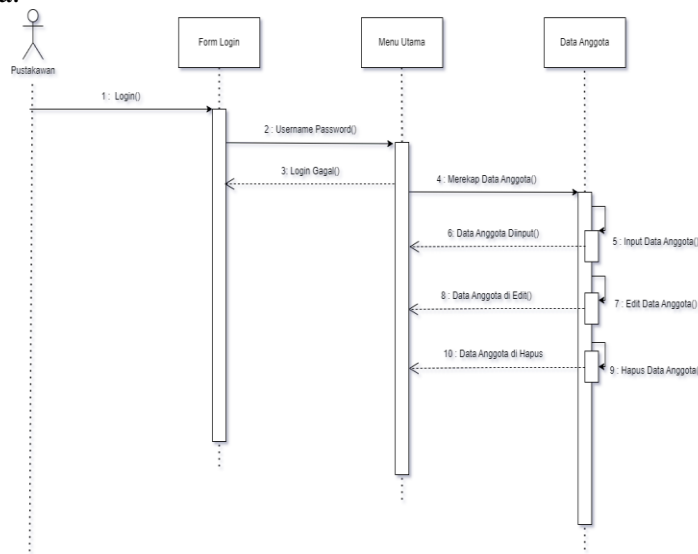 Form Login
Menu Utama
Data Anggota
Pustakawan
1 : Login()
2 : Username Password()
3: Login Gagal()
4 : Merekap Data Anggota()
5 : Input Data Anggota()
6: Data Anggota Diinput()
7 : Edit Data Anggota()
8 : Data Anggota di Edit()
9 : Hapus Data Anggota(
10 : Data Anggota di Hapus